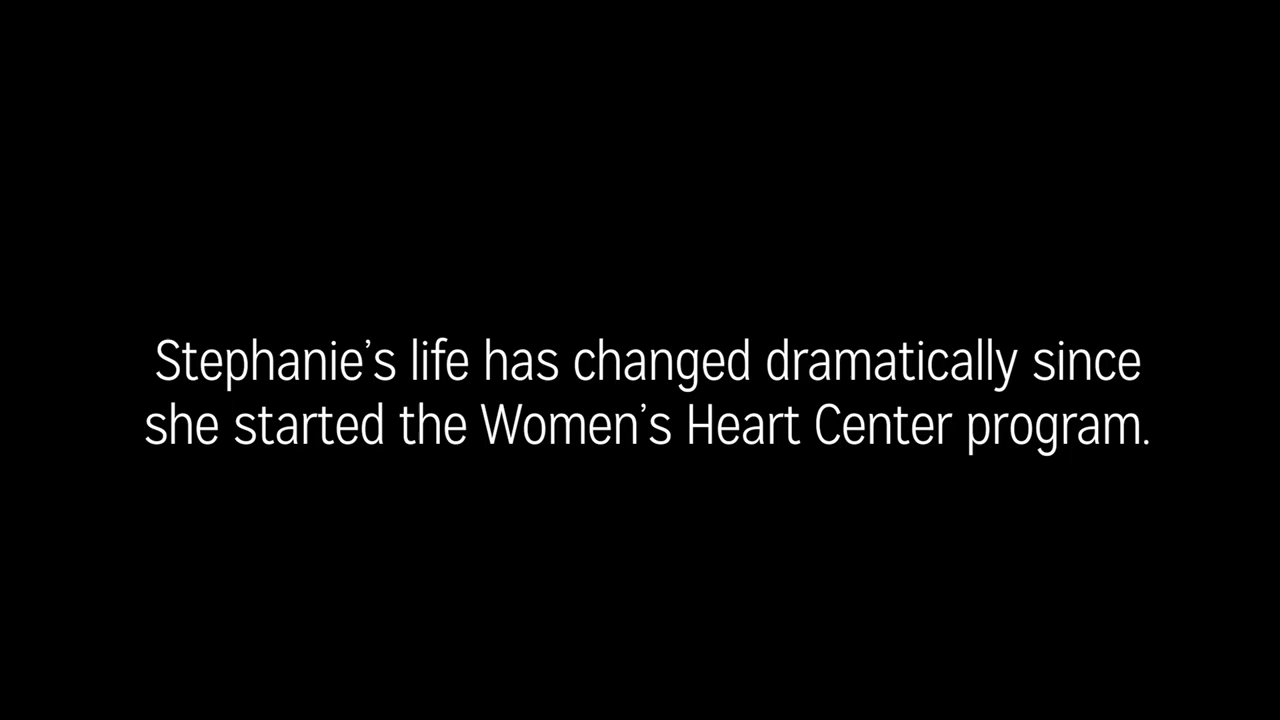 Stephanie’s life has changed dramatically since
she started the Women’s Heart Center program.